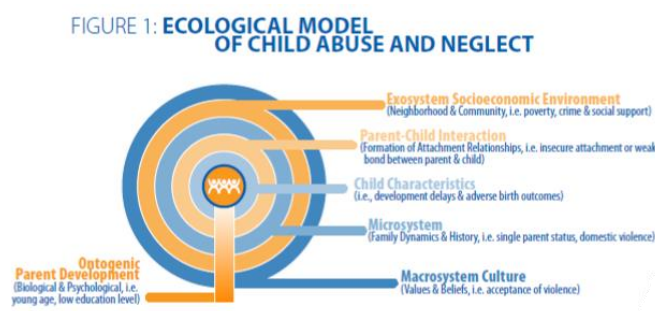 FIGURE 1: ECOLOGICAL MODEL
OF CHILD ABUSE AND NEGLECT
Exosystem Socioeconomic Environment
(Neighborhood & Community, i.e. poverty, crime & social support)
Parent-Child Interaction
(Formation of Attachment Relationships, i.e. insecure attachment or weak
bond between parent & child)
Child Characteristics
(i.e., development delays & adverse birth outcomes)
Microsystem
(Family Dynamics & History, i.e. single parent status, domestic violence)
Macrosystem Culture
(Values & Beliefs, i.e. acceptance of violence)
Ontogenic
Parent Development
(Biological & Psychological, i.e.
young age, low education level)